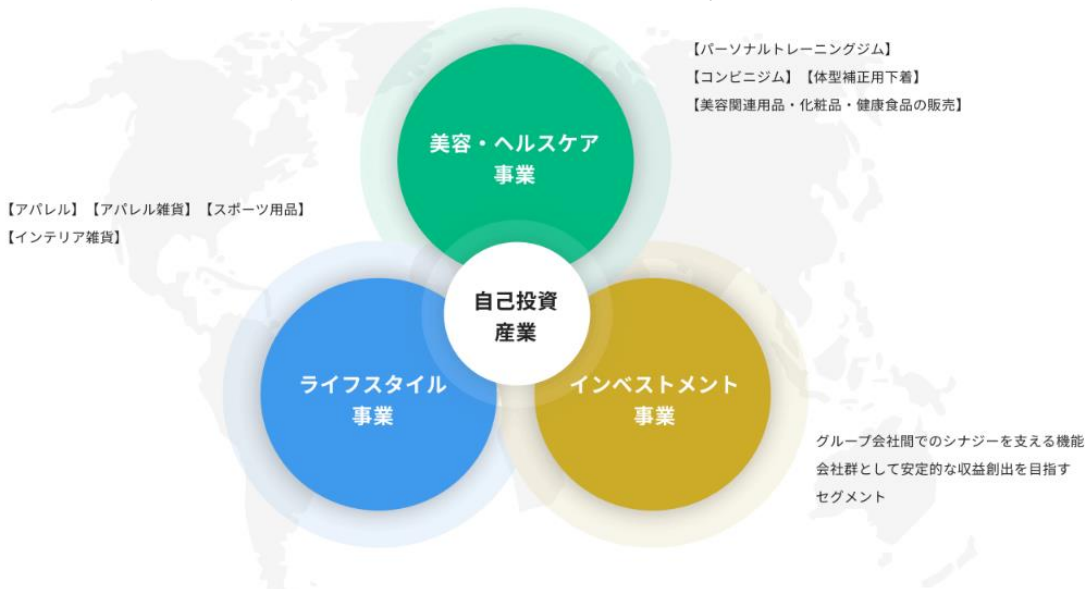 【パーソナルトレーニングジム】
【コンビニジム】【体型補正用下着】
【美容関連用品・化粧品・健康食品の販売】
美容・ヘルスケア
事業
【アパレル】【アパレル雑貨】【スポーツ用品】
【インテリア雑貨】
自己投資
産業
ライフスタイル
事業
インベストメント
事業
グループ会社間でのシナジーを支える機能
会社群として安定的な収益創出を目指す
セグメント